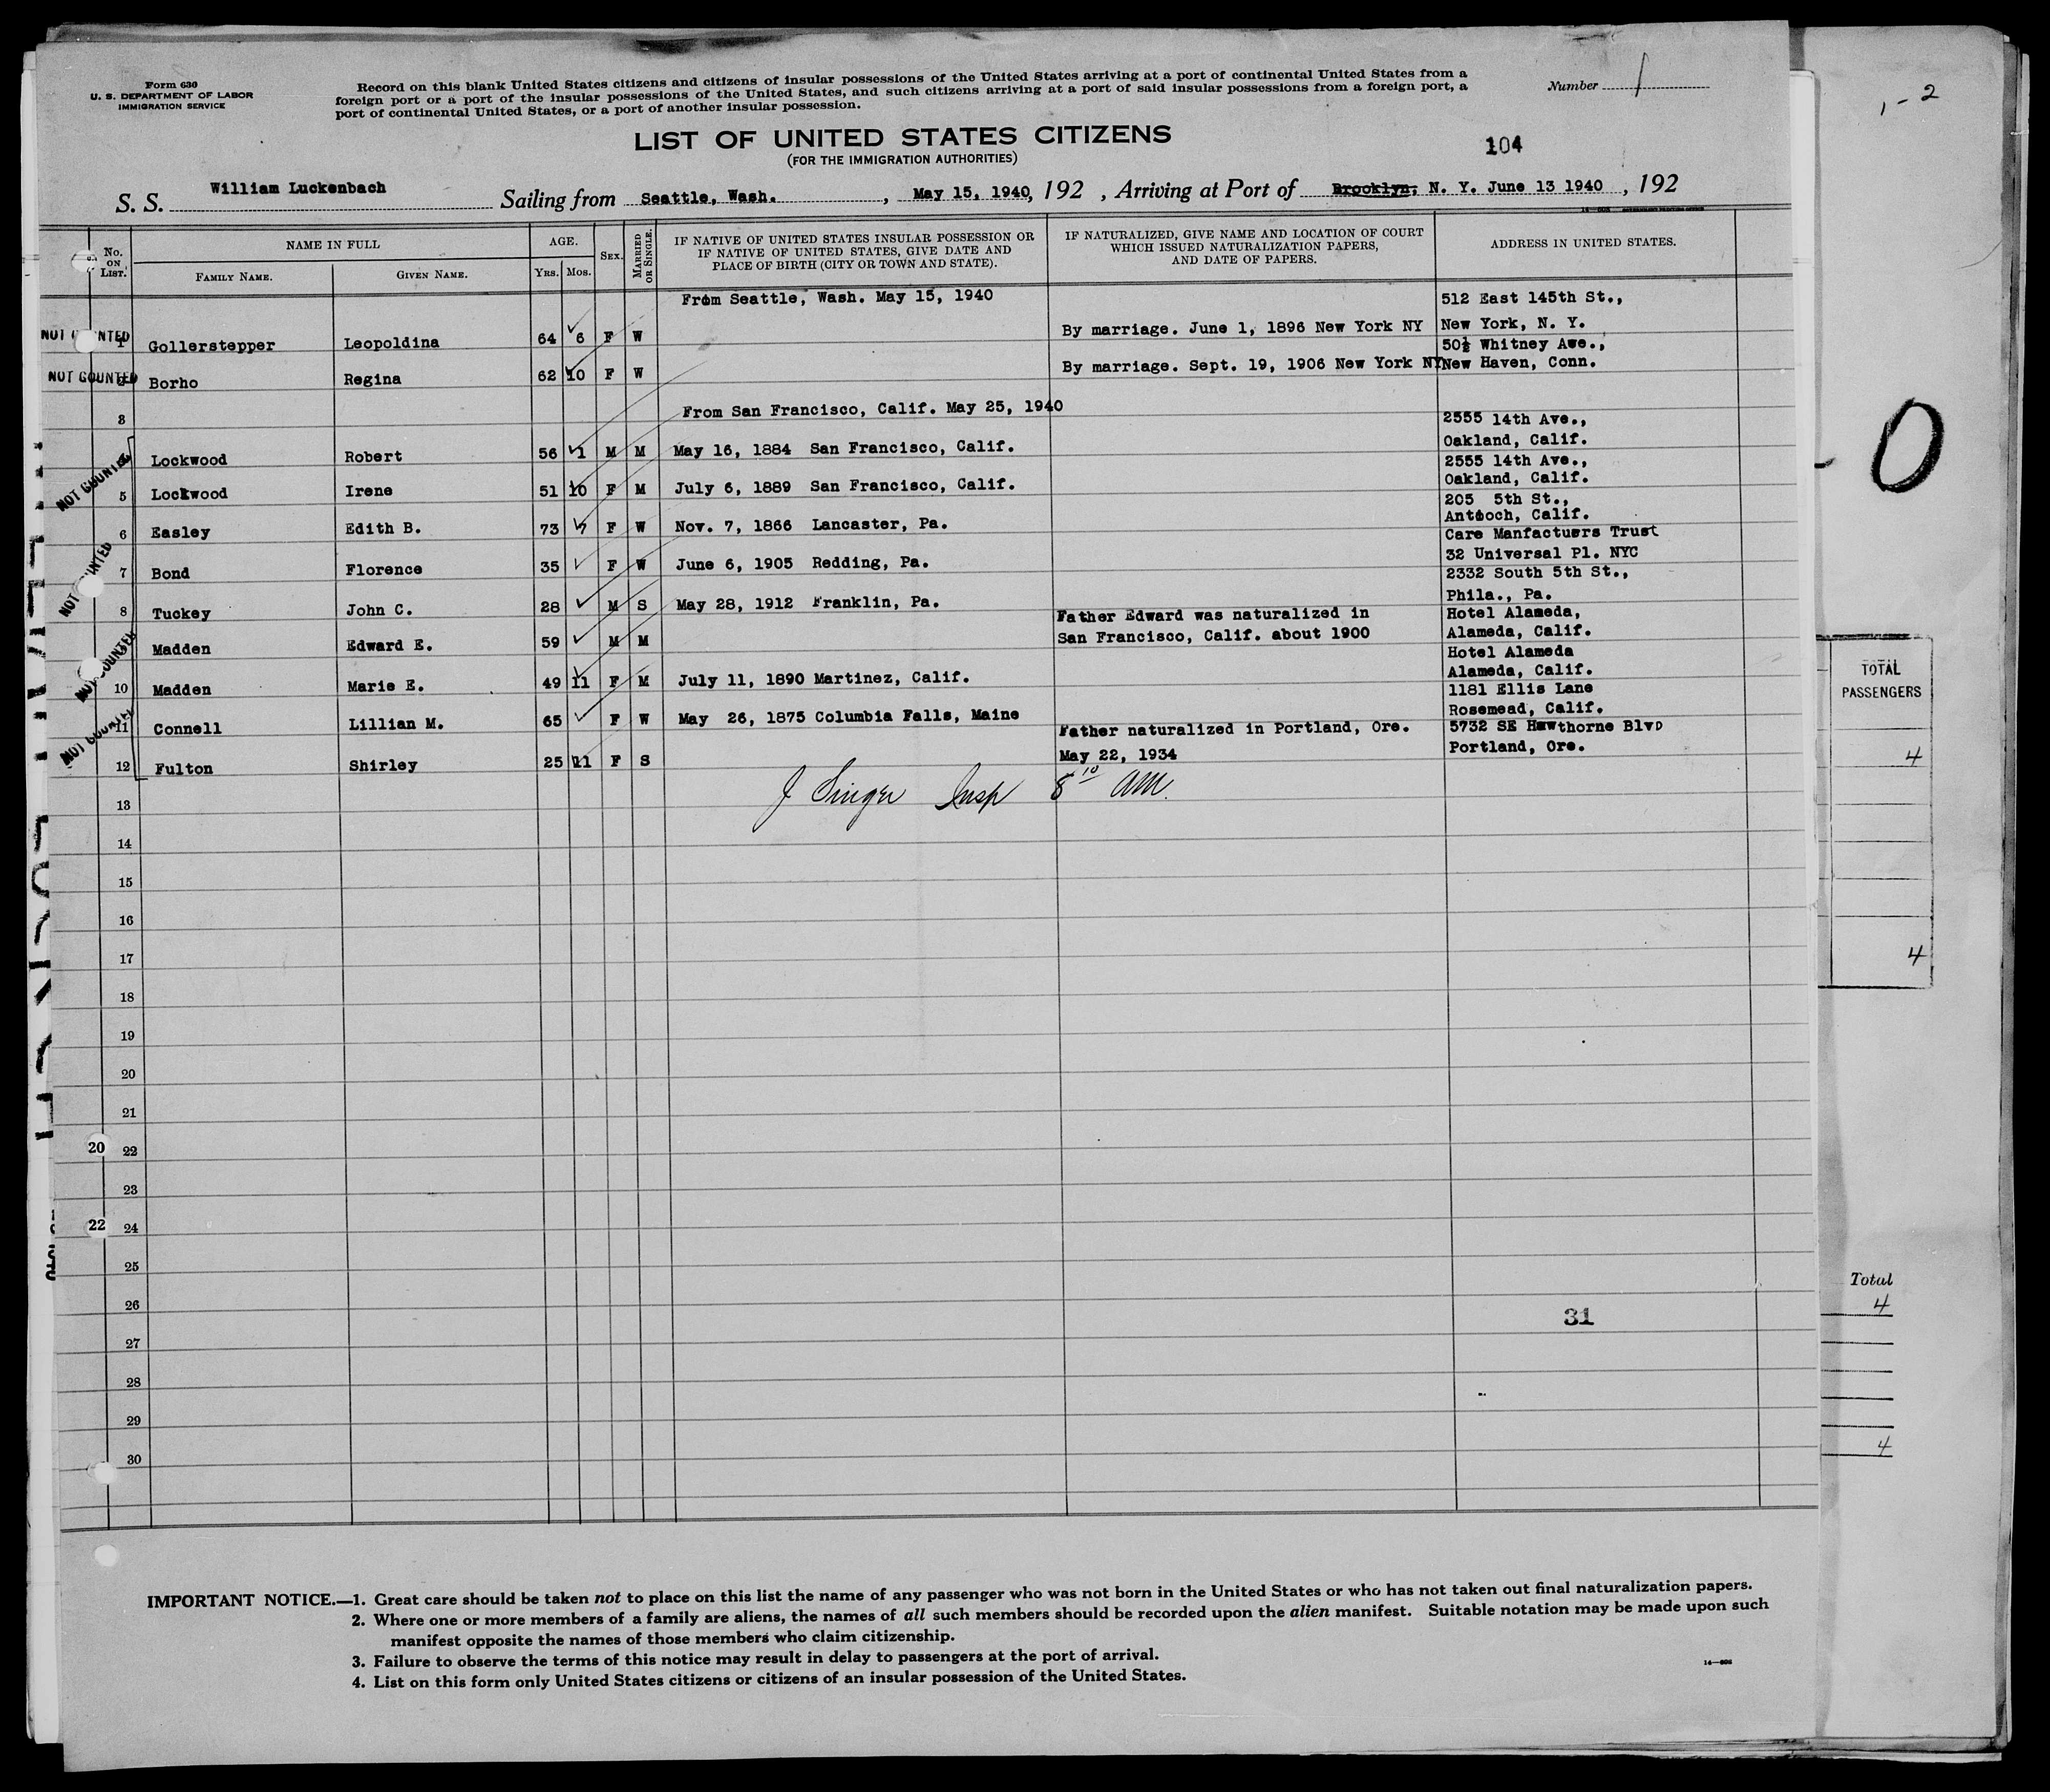 Form 630
U. S. DEPARTMENT OF LABOR
IMMIGRATION SERVICE
Record on this blank United States citizens and citizens of insular possessions of the United States arriving at a port of continental United States from a
foreign port or a port of the insular possessions of the United States, and such citizens arriving at a port of said insular possessions from a foreign port, a
port of continental United States, or a port of another insular possession.
Number 1
1 - 2
LIST OF UNITED STATES CITIZENS
(FOR THE IMMIGRATION AUTHORITIES)
104
S. S. William Luckenbach Sailing from Seattle, Wash. , May 15, 1940, 192 , Arriving at Port of Brooklyn, N. Y. June 13 1940 , 192
No. ON LIST. NAME IN FULL FAMILY NAME. GIVEN NAME. AGE. YRS. MOS. SEX. MARRIED OR SINGLE. IF NATIVE OF UNITED STATES INSULAR POSSESSION OR IF NATIVE OF UNITED STATES, GIVE DATE AND PLACE OF BIRTH (CITY OR TOWN AND STATE). IF NATURALIZED, GIVE NAME AND LOCATION OF COURT WHICH ISSUED NATURALIZATION PAPERS, AND DATE OF PAPERS. ADDRESS IN UNITED STATES.
From Seattle, Wash. May 15, 1940
NOT COUNTED 1 Gollerstepper Leopoldina 64 6 F W By marriage. June 1, 1896 New York NY 512 East 145th St., New York, N. Y.
NOT COUNTED 2 Borho Regina 62 10 F W By marriage. Sept. 19, 1906 New York NY 50½ Whitney Ave., New Haven, Conn.
3 From San Francisco, Calif. May 25, 1940
NOT COUNTED 4 Lockwood Robert 56 1 M M May 16, 1884 San Francisco, Calif. 2555 14th Ave., Oakland, Calif.
5 Lockwood Irene 51 10 F M July 6, 1889 San Francisco, Calif. 2555 14th Ave., Oakland, Calif.
6 Easley Edith B. 73 7 F W Nov. 7, 1866 Lancaster, Pa. 205 5th St., Antioch, Calif.
NOT COUNTED 7 Bond Florence 35 F W June 6, 1905 Redding, Pa. Care Manfactuers Trust 32 Universal Pl. NYC
8 Tuckey John C. 28 M S May 28, 1912 Franklin, Pa. 2332 South 5th St., Phila., Pa.
NOT COUNTED 9 Madden Edward E. 59 M M Father Edward was naturalized in San Francisco, Calif. about 1900 Hotel Alameda, Alameda, Calif.
10 Madden Marie E. 49 11 F M July 11, 1890 Martinez, Calif. Hotel Alameda Alameda, Calif.
NOT COUNTED 11 Connell Lillian M. 65 F W May 26, 1875 Columbia Falls, Maine 1181 Ellis Lane Rosemead, Calif.
12 Fulton Shirley 25 11 F S Father naturalized in Portland, Ore. May 22, 1934 5732 SE Hawthorne Blvd Portland, Ore.
J Singer Insp 8 10 AM
13
14
15
16
17
18
19
20
21
20 22
23
22 24
25
26
27
28
29
30
31
O
TOTAL
PASSENGERS
4
4
Total
4
4
IMPORTANT NOTICE.—1. Great care should be taken not to place on this list the name of any passenger who was not born in the United States or who has not taken out final naturalization papers.
2. Where one or more members of a family are aliens, the names of all such members should be recorded upon the alien manifest. Suitable notation may be made upon such
manifest opposite the names of those members who claim citizenship.
3. Failure to observe the terms of this notice may result in delay to passengers at the port of arrival.
4. List on this form only United States citizens or citizens of an insular possession of the United States.